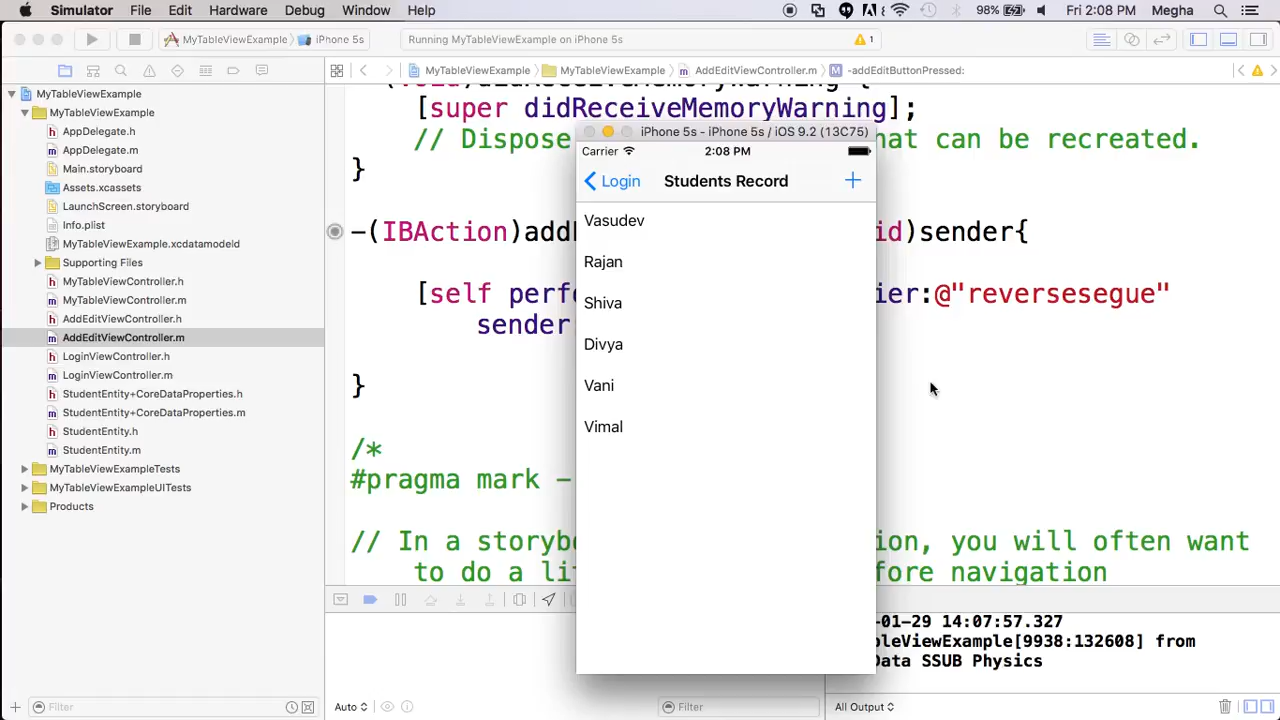 Simulator File Edit Hardware Debug Window Help 98% Fri 2:08 PM Megha
MyTableViewExample iPhone 5s Running MyTableViewExample on iPhone 5s 1
MyTableViewExample MyTableViewExample AddEditViewController.m M -addEditButtonPressed:
MyTableViewExample
MyTableViewExample
h AppDelegate.h
m AppDelegate.m
Main.storyboard
Assets.xcassets
LaunchScreen.storyboard
Info.plist
MyTableViewExample.xcdatamodeld
Supporting Files
h MyTableViewController.h
m MyTableViewController.m
h AddEditViewController.h
m AddEditViewController.m
h LoginViewController.h
m LoginViewController.m
h StudentEntity+CoreDataProperties.h
m StudentEntity+CoreDataProperties.m
h StudentEntity.h
m StudentEntity.m
MyTableViewExampleTests
MyTableViewExampleUITests
Products
Filter
-(void)didReceiveMemoryWarning {
[super didReceiveMemoryWarning];
// Dispose hat can be recreated.
}
-(IBAction)add id)sender{
[self perfo ier:@"reversesegue"
sender
}
/*
#pragma mark -
// In a storybo ion, you will often want
to do a lit fore navigation
iPhone 5s - iPhone 5s / iOS 9.2 (13C75)
Carrier 2:08 PM
Login Students Record +
Vasudev
Rajan
Shiva
Divya
Vani
Vimal
-01-29 14:07:57.327
bleViewExample[9938:132608] from
Data SSUB Physics
Auto Filter All Output